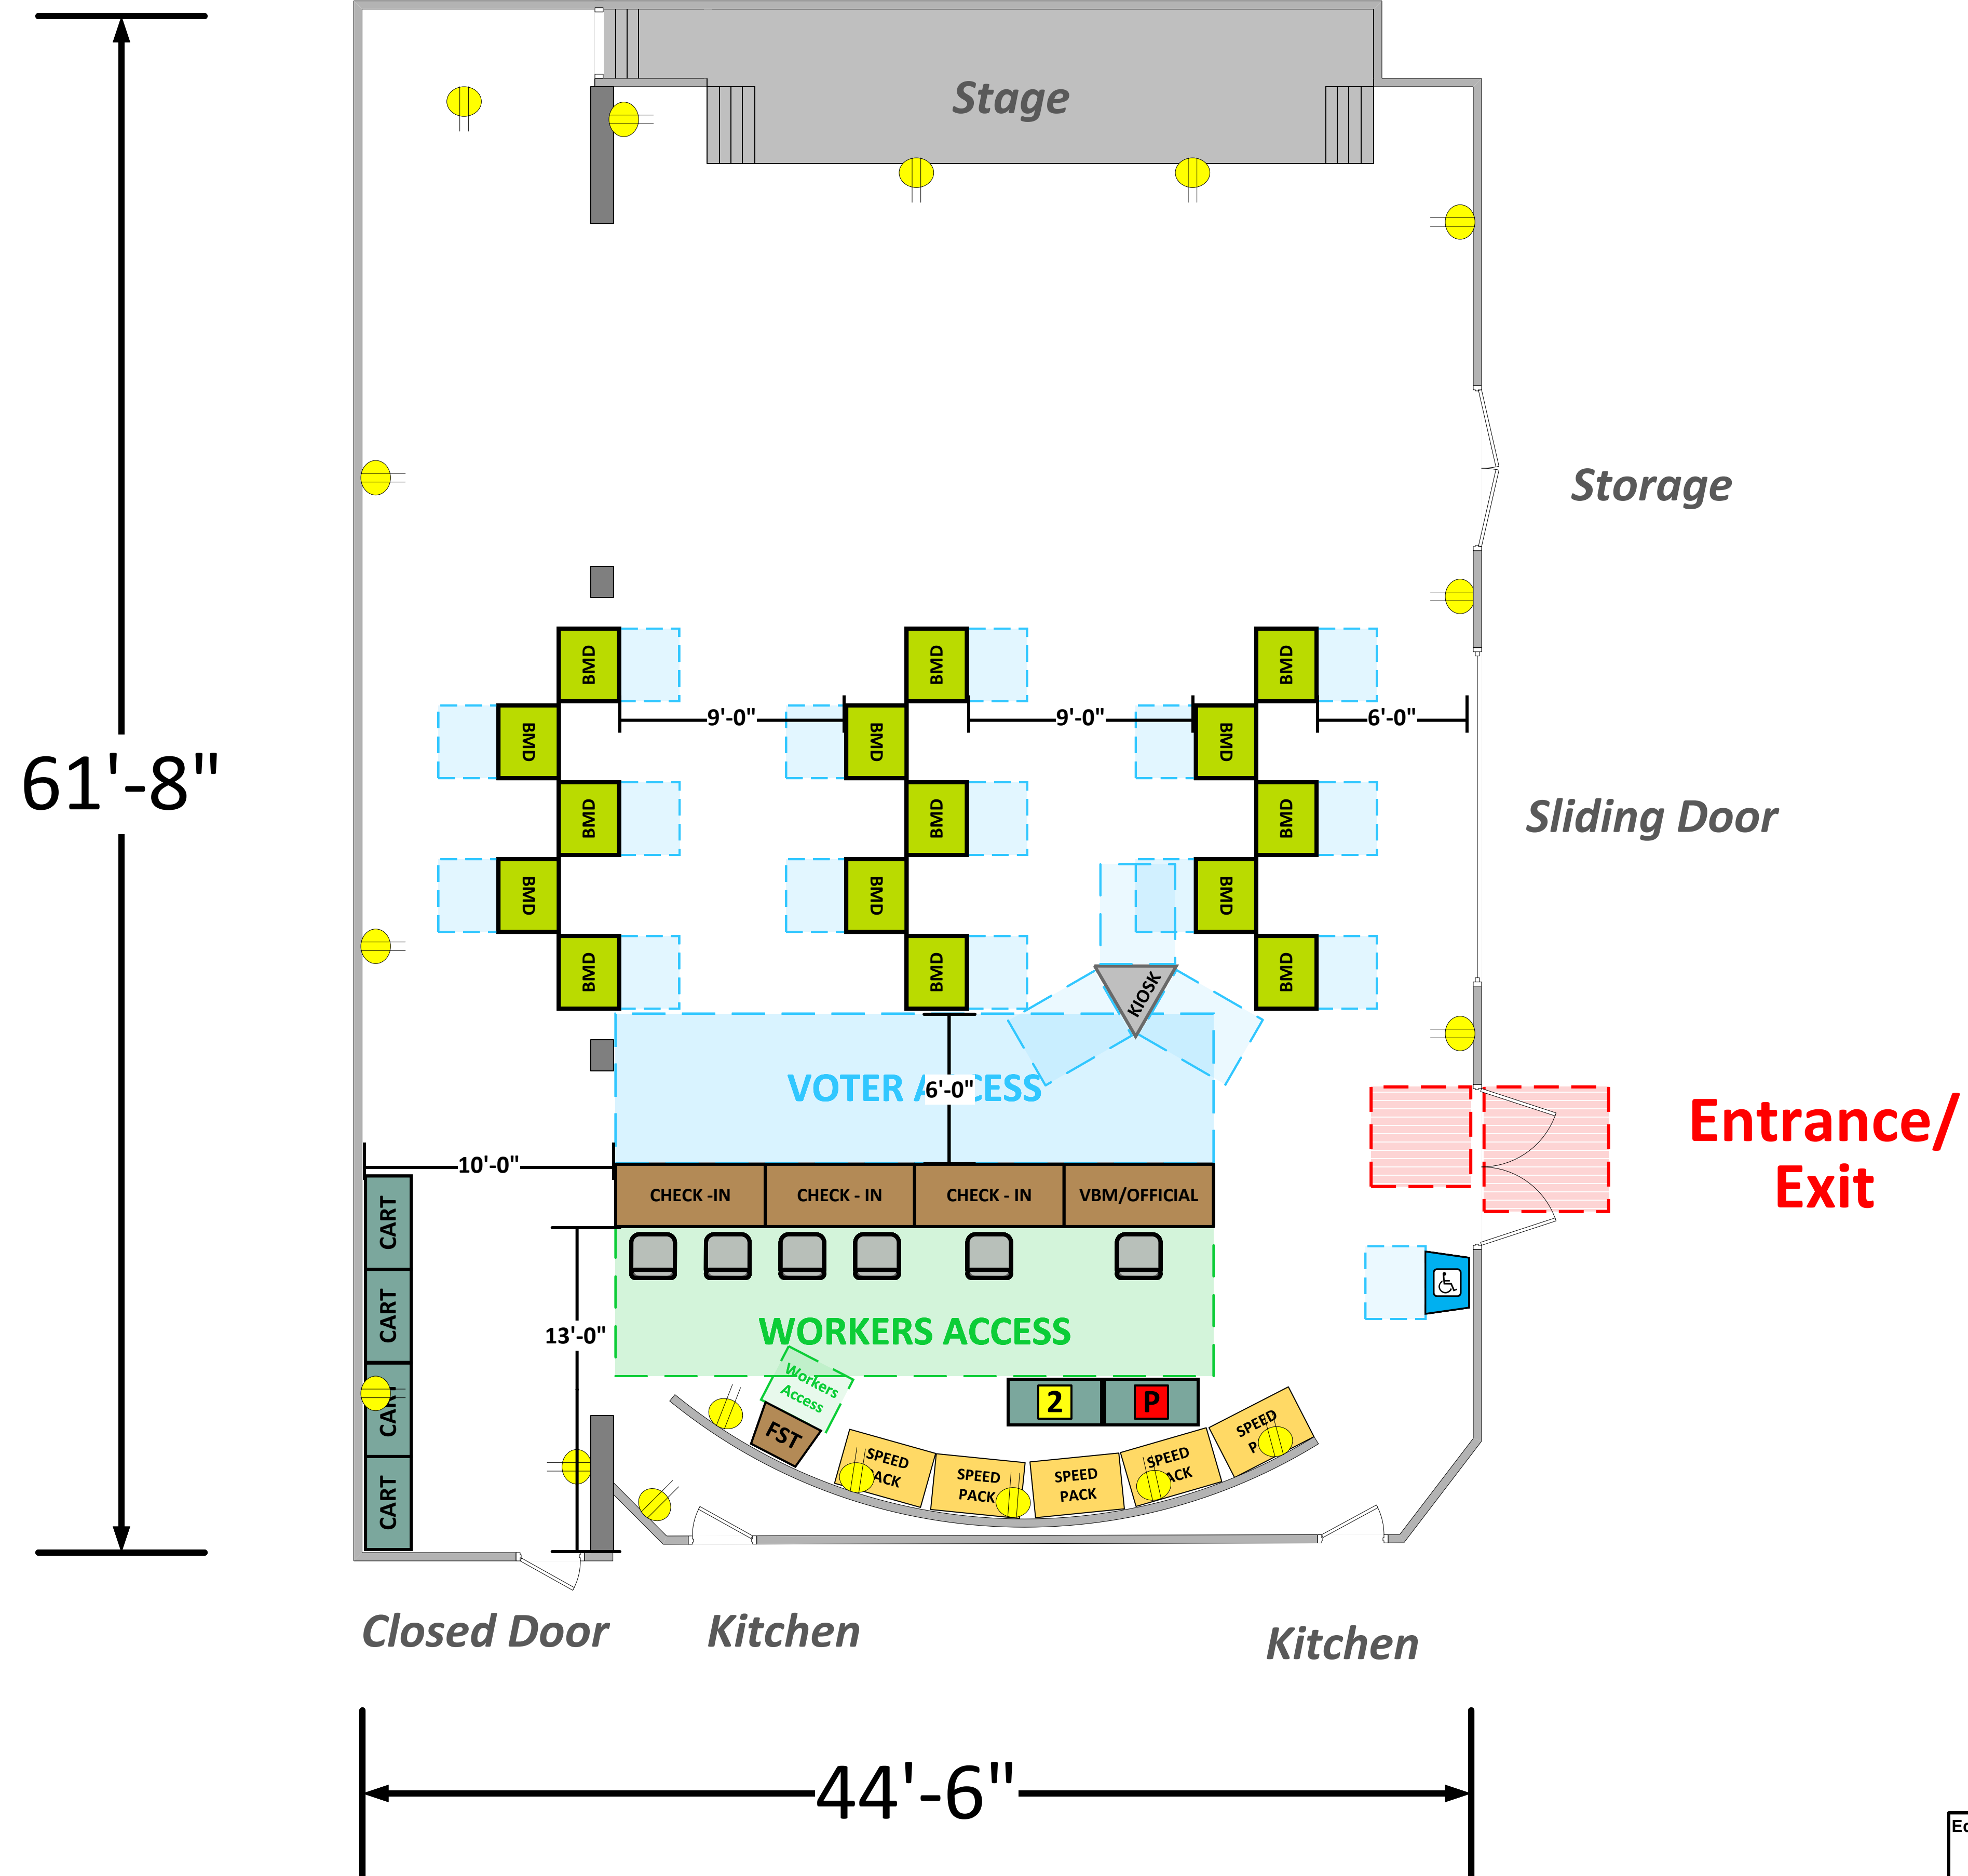 Stage
Storage
BMD
BMD
BMD
9'-0"
9'-0"
6'-0"
BMD
BMD
BMD
61'-8"
BMD
BMD
BMD
Sliding Door
BMD
BMD
BMD
BMD
BMD
BMD
KIOSK
VOTER ACCESS
6'-0"
Entrance/
Exit
10'-0"
CHECK -IN
CHECK - IN
CHECK - IN
VBM/OFFICIAL
CART
CART
CART
CART
13'-0"
WORKERS ACCESS
Workers
Access
FST
2
P
SPEED
PACK
SPEED
PACK
SPEED
PACK
SPEED
PACK
SPEED
Closed Door
Kitchen
Kitchen
44'-6"